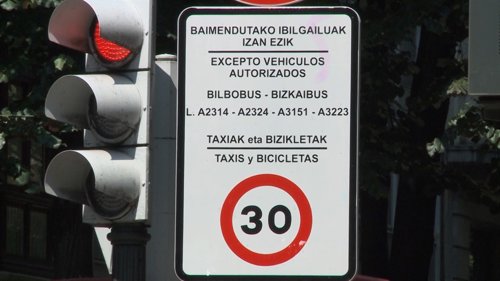 BAIMENDUTAKO IBILGAILUAK
IZAN EZIK
EXCEPTO VEHICULOS
AUTORIZADOS
BILBOBUS - BIZKAIBUS
L. A2314 - A2324 - A3151 - A3223
TAXIAK eta BIZIKLETAK
TAXIS y BICICLETAS
30